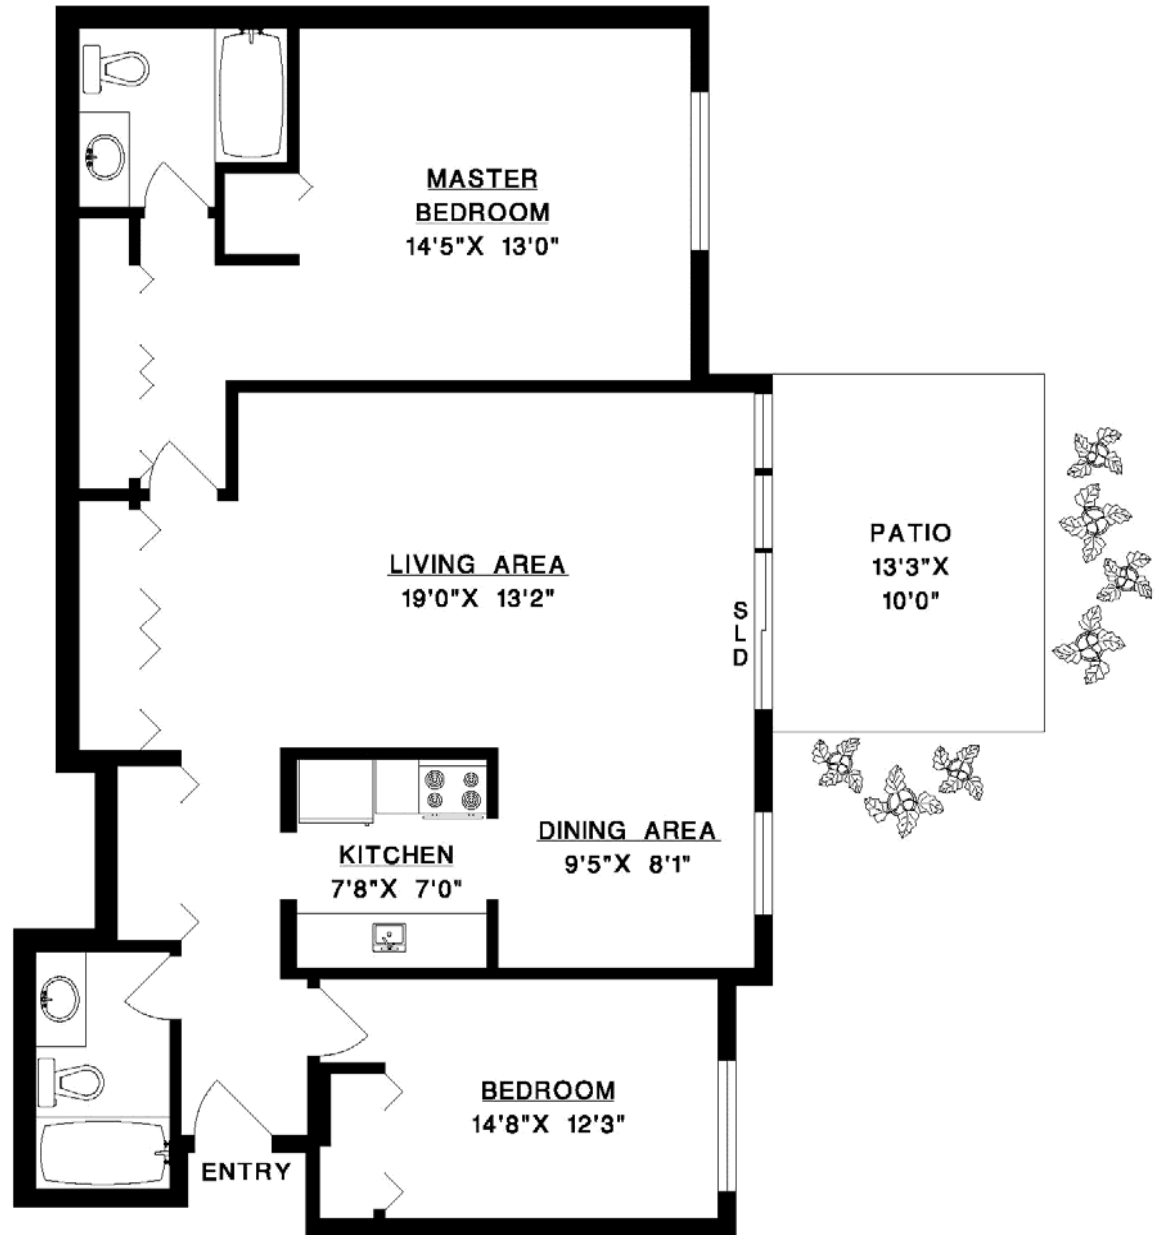 MASTER
BEDROOM
14'5"X 13'0"
LIVING AREA
19'0"X 13'2"
SLD
PATIO
13'3"X
10'0"
KITCHEN
7'8"X 7'0"
DINING AREA
9'5"X 8'1"
BEDROOM
14'8"X 12'3"
ENTRY